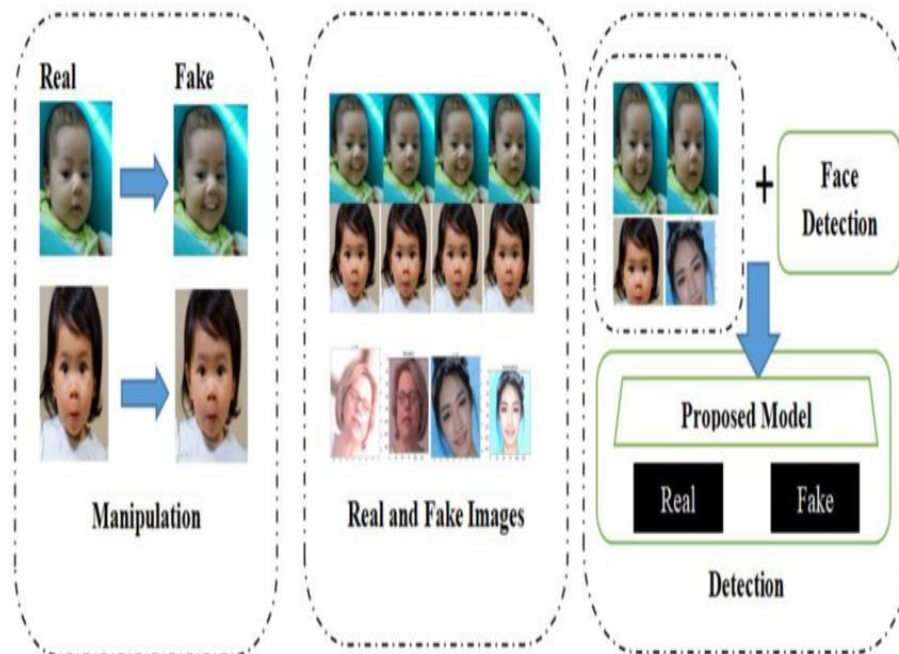 Real
Fake
Manipulation
Real and Fake Images
+
Face
Detection
Proposed Model
Real
Fake
Detection